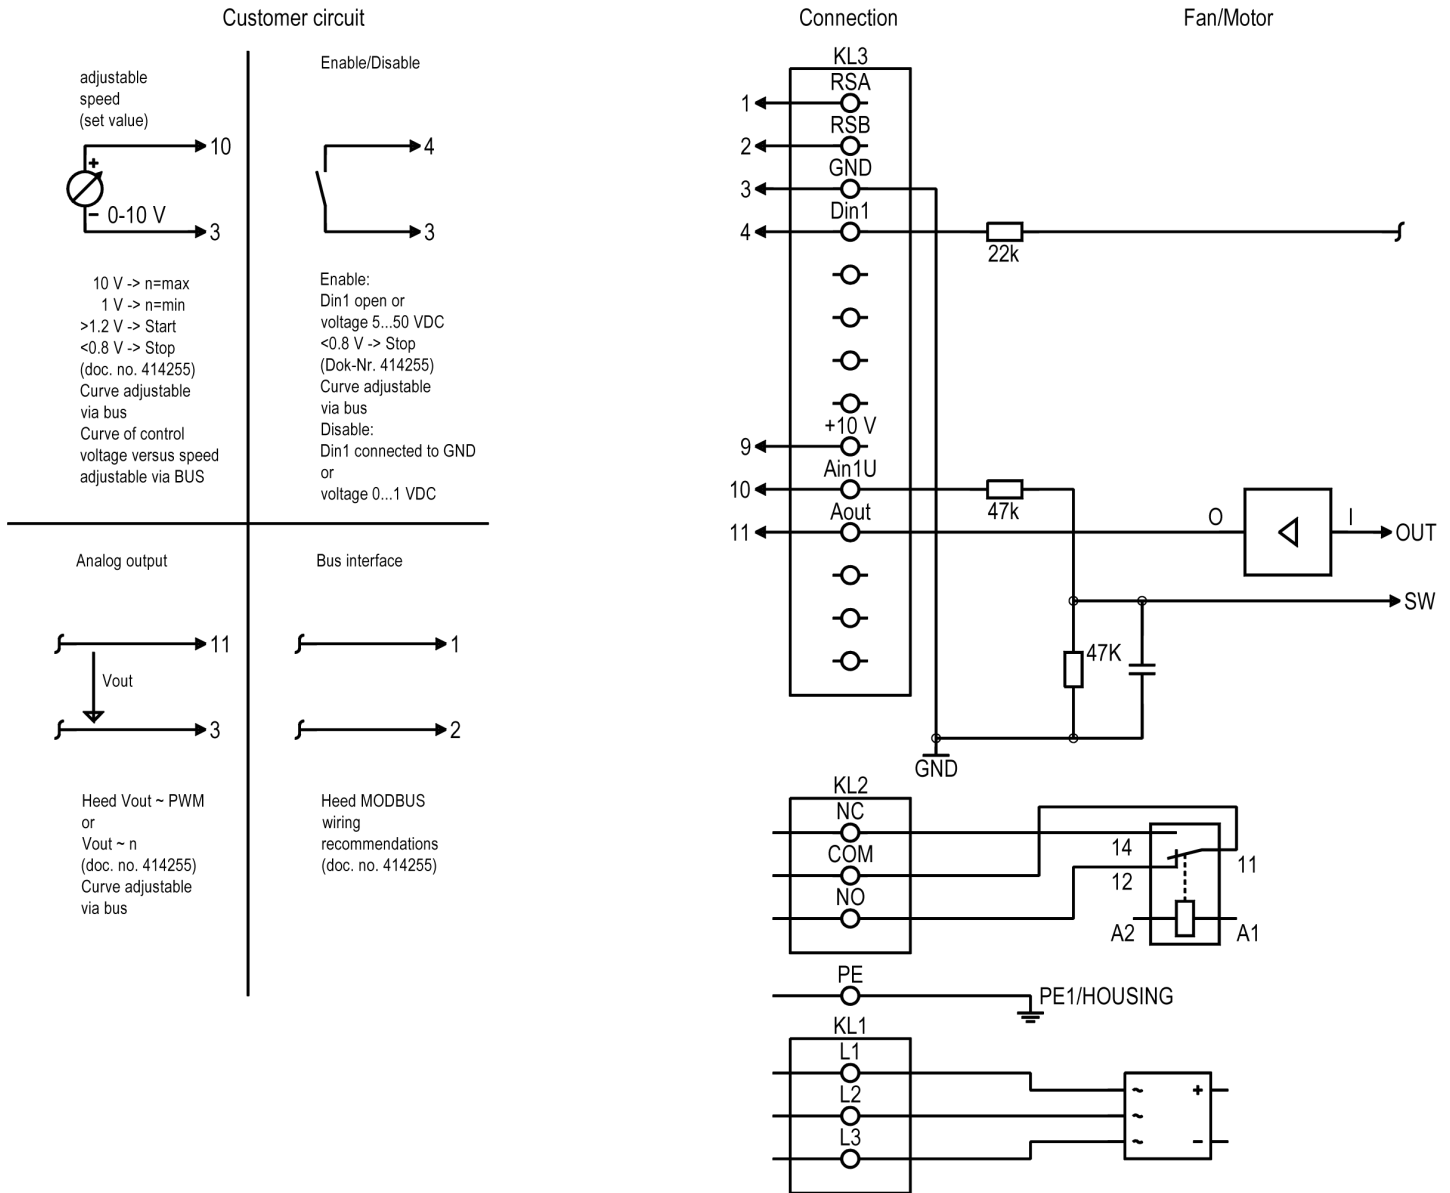 Customer circuit
Connection
Fan/Motor
adjustable
speed
(set value)
10
+
- 0-10 V
3
10 V -> n=max
1 V -> n=min
>1.2 V -> Start
<0.8 V -> Stop
(doc. no. 414255)
Curve adjustable
via bus
Curve of control
voltage versus speed
adjustable via BUS
Enable/Disable
4
3
Enable:
Din1 open or
voltage 5...50 VDC
<0.8 V -> Stop
(Dok-Nr. 414255)
Curve adjustable
via bus
Disable:
Din1 connected to GND
or
voltage 0...1 VDC
Analog output
11
Vout
3
Heed Vout ~ PWM
or
Vout ~ n
(doc. no. 414255)
Curve adjustable
via bus
Bus interface
1
2
Heed MODBUS
wiring
recommendations
(doc. no. 414255)
KL3
RSA
1
RSB
2
GND
3
Din1
4
22k
+10 V
9
Ain1U
10
47k
Aout
11
O
I
OUT
SW
47K
GND
KL2
NC
14
COM
11
12
NO
A2
A1
PE
PE1/HOUSING
KL1
L1
~ +
L2
~
L3
~ -